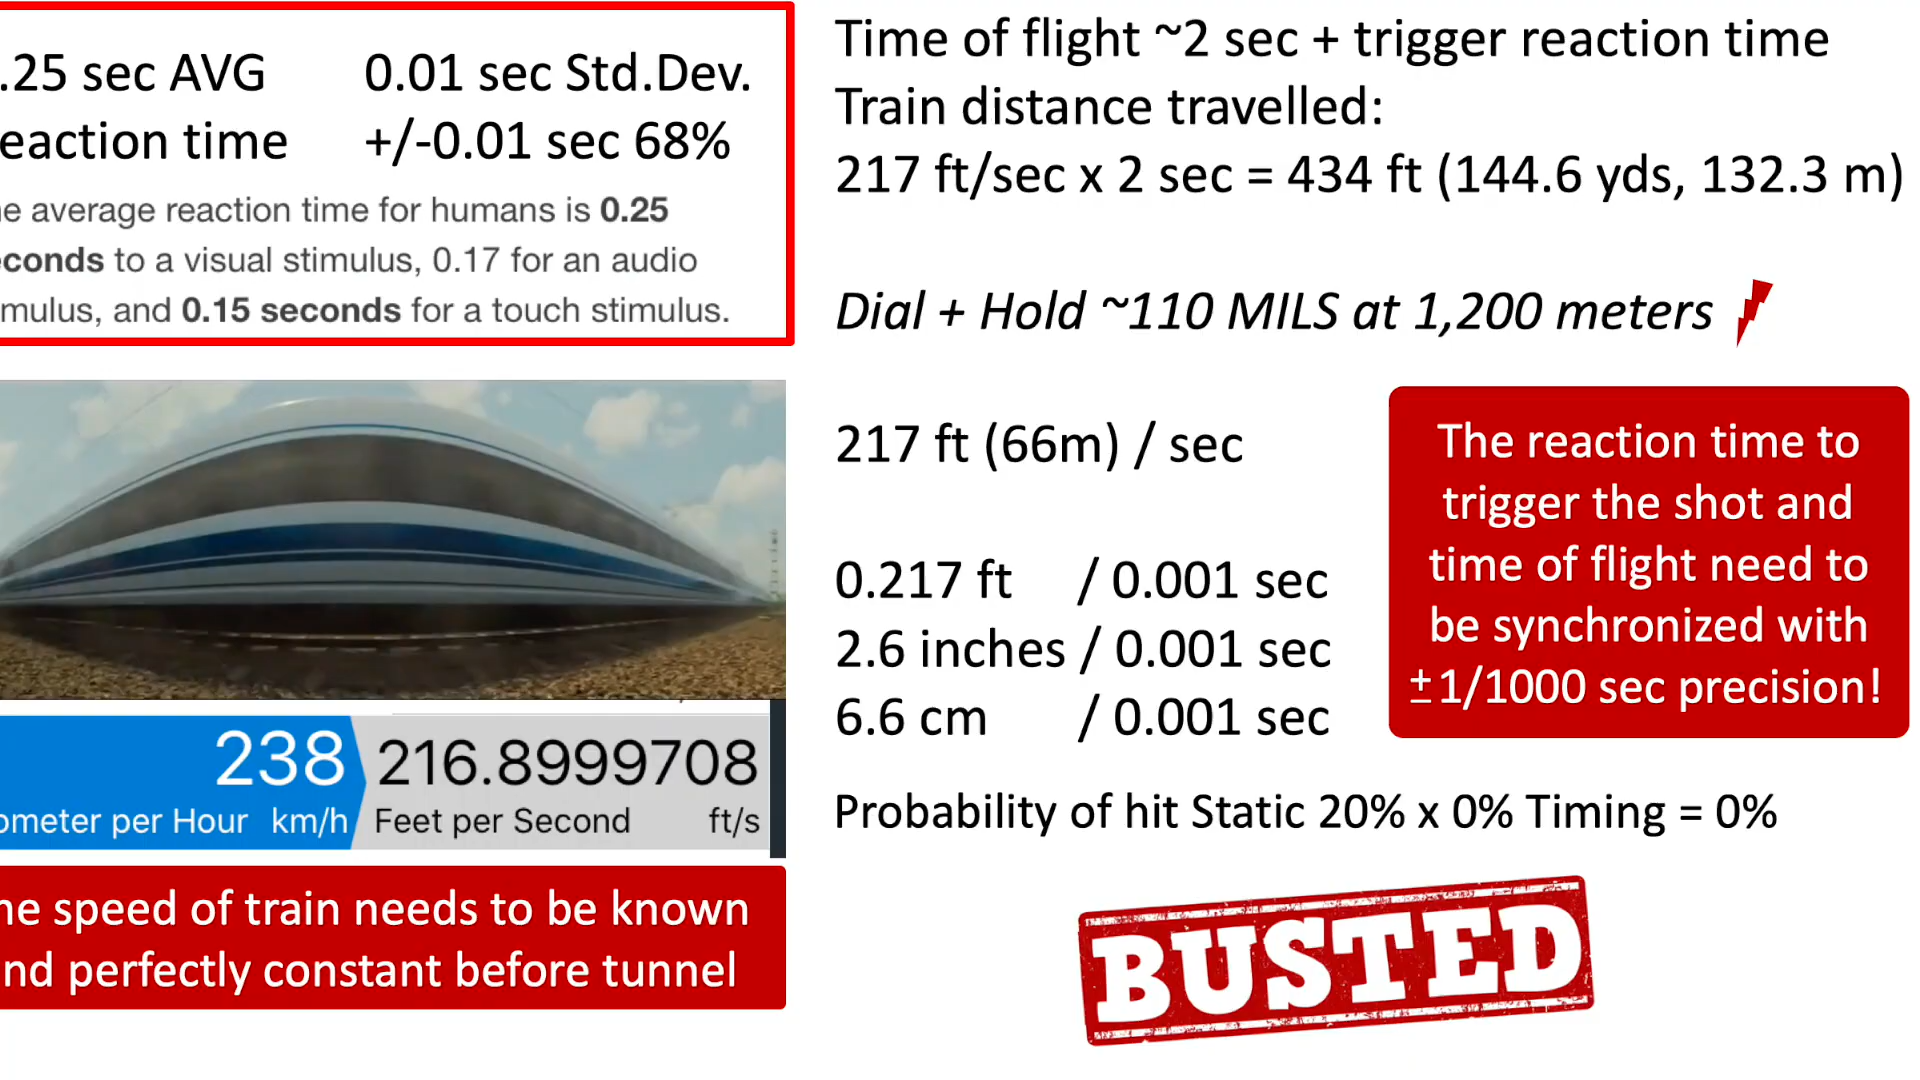 .25 sec AVG 0.01 sec Std.Dev.
eaction time +/-0.01 sec 68%
e average reaction time for humans is 0.25
conds to a visual stimulus, 0.17 for an audio
mulus, and 0.15 seconds for a touch stimulus.
238 216.8999708
ometer per Hour km/h Feet per Second ft/s
he speed of train needs to be known
nd perfectly constant before tunnel
Time of flight ~2 sec + trigger reaction time
Train distance travelled:
217 ft/sec x 2 sec = 434 ft (144.6 yds, 132.3 m)
Dial + Hold ~110 MILS at 1,200 meters
217 ft (66m) / sec
0.217 ft / 0.001 sec
2.6 inches / 0.001 sec
6.6 cm / 0.001 sec
The reaction time to
trigger the shot and
time of flight need to
be synchronized with
±1/1000 sec precision!
Probability of hit Static 20% x 0% Timing = 0%
BUSTED